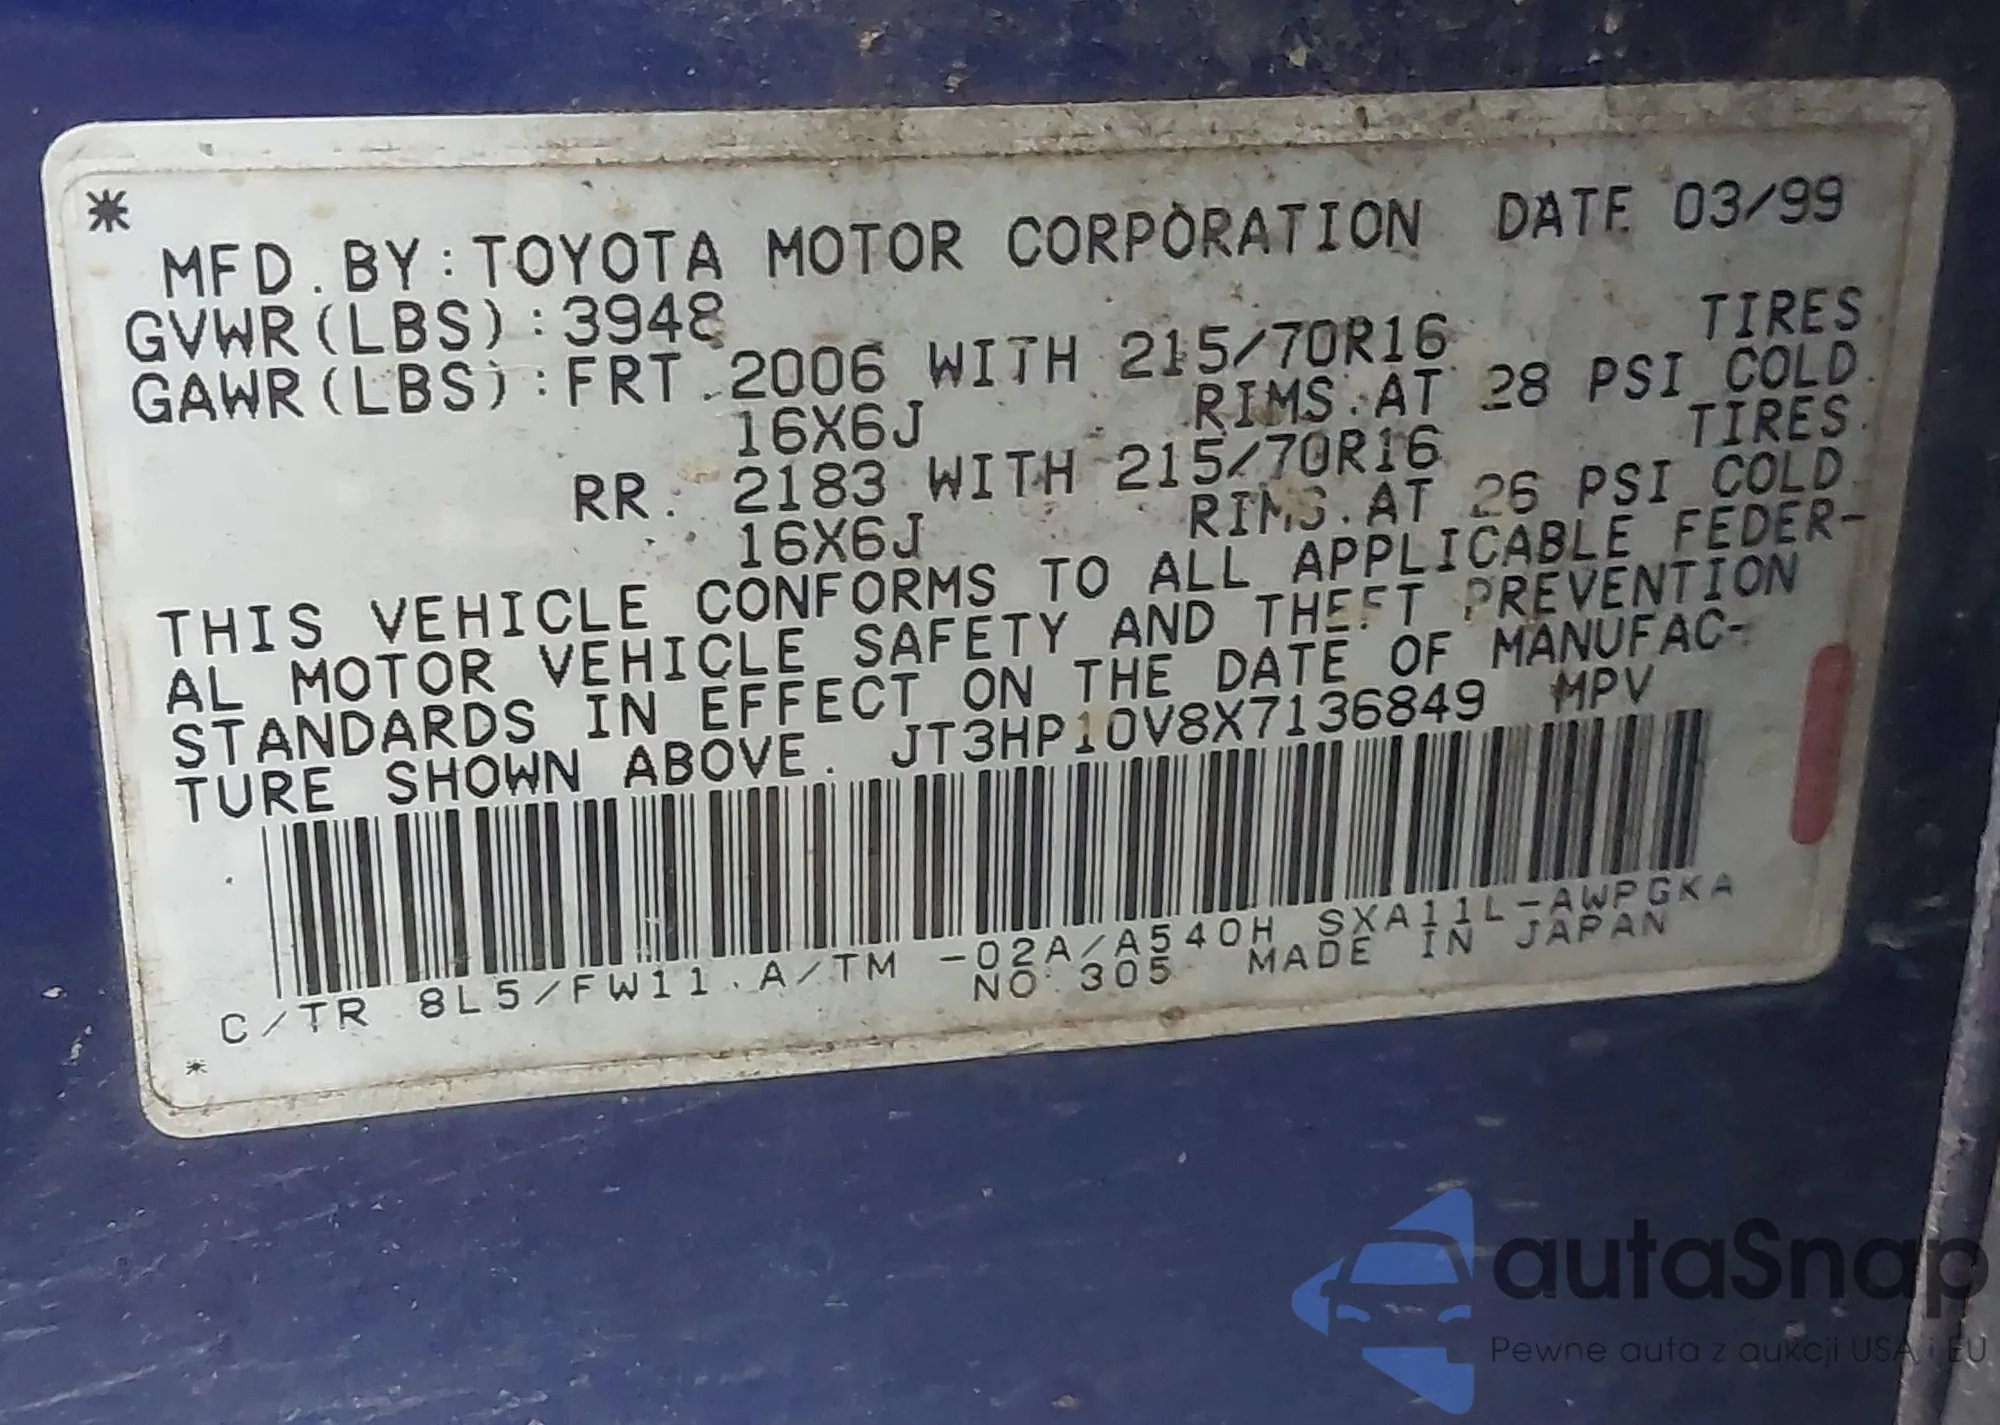 *
MFD. BY: TOYOTA MOTOR CORPORATION DATE 03/99
GVWR(LBS):3948
GAWR(LBS):FRT. 2006 WITH 215/70R16 TIRES
16X6J RIMS. AT 28 PSI COLD.
RR. 2183 WITH 215/70R16 TIRES
16X6J RIMS. AT 26 PSI COLD
THIS VEHICLE CONFORMS TO ALL APPLICABLE FEDER-
AL MOTOR VEHICLE SAFETY AND THEFT PREVENTION
STANDARDS IN EFFECT ON THE DATE OF MANUFAC-
TURE SHOWN ABOVE. JT3HP10V8X7136849 MPV
C/TR 8L5/FW11. A/TM -02A/A540H SXA11L-AWPGKA
NO. 305 MADE IN JAPAN
*
autaSnap
Pewne auta z aukcji USA i EU